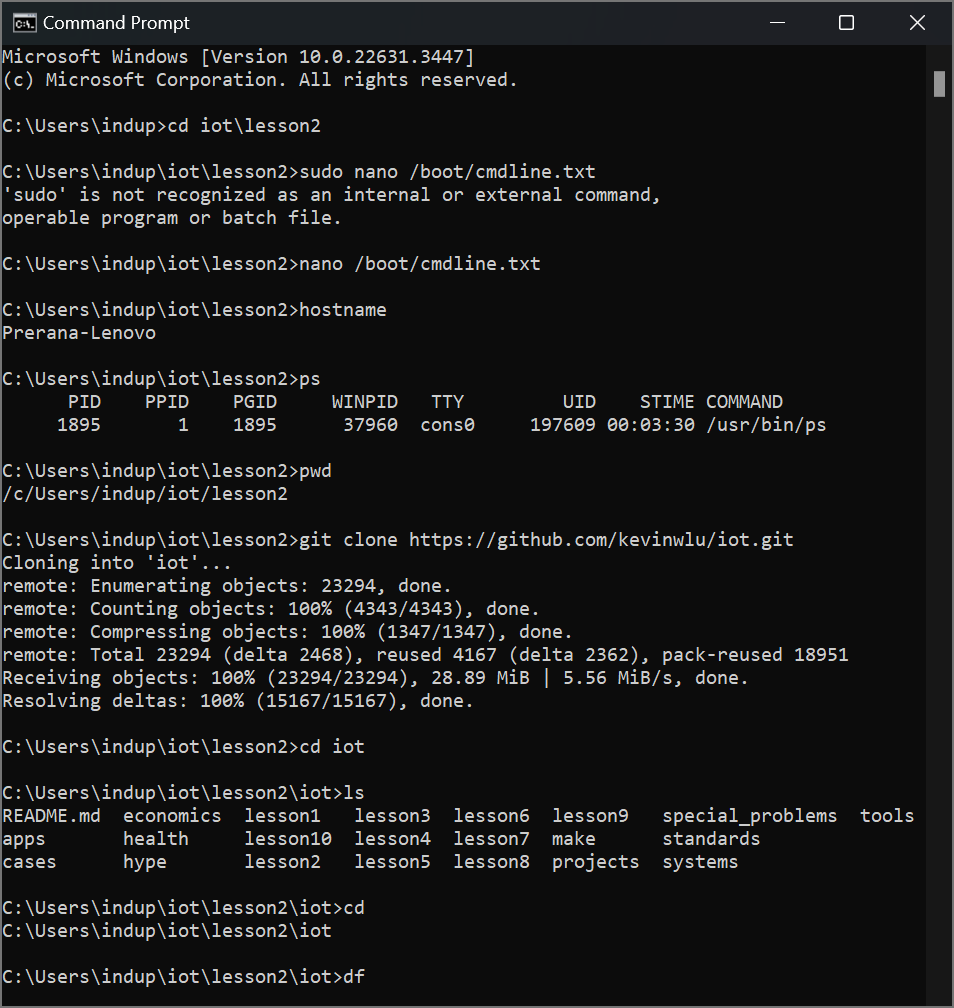 Command Prompt
Microsoft Windows [Version 10.0.22631.3447]
(c) Microsoft Corporation. All rights reserved.
C:\Users\indup>cd iot\lesson2
C:\Users\indup\iot\lesson2>sudo nano /boot/cmdline.txt
'sudo' is not recognized as an internal or external command,
operable program or batch file.
C:\Users\indup\iot\lesson2>nano /boot/cmdline.txt
C:\Users\indup\iot\lesson2>hostname
Prerana-Lenovo
C:\Users\indup\iot\lesson2>ps
      PID    PPID    PGID     WINPID   TTY         UID    STIME COMMAND
     1895       1    1895      37960  cons0     197609 00:03:30 /usr/bin/ps
C:\Users\indup\iot\lesson2>pwd
/c/Users/indup/iot/lesson2
C:\Users\indup\iot\lesson2>git clone https://github.com/kevinwlu/iot.git
Cloning into 'iot'...
remote: Enumerating objects: 23294, done.
remote: Counting objects: 100% (4343/4343), done.
remote: Compressing objects: 100% (1347/1347), done.
remote: Total 23294 (delta 2468), reused 4167 (delta 2362), pack-reused 18951
Receiving objects: 100% (23294/23294), 28.89 MiB | 5.56 MiB/s, done.
Resolving deltas: 100% (15167/15167), done.
C:\Users\indup\iot\lesson2>cd iot
C:\Users\indup\iot\lesson2\iot>ls
README.md  economics  lesson1   lesson3  lesson6  lesson9   special_problems  tools
apps       health     lesson10  lesson4  lesson7  make      standards
cases      hype       lesson2   lesson5  lesson8  projects  systems
C:\Users\indup\iot\lesson2\iot>cd
C:\Users\indup\iot\lesson2\iot
C:\Users\indup\iot\lesson2\iot>df